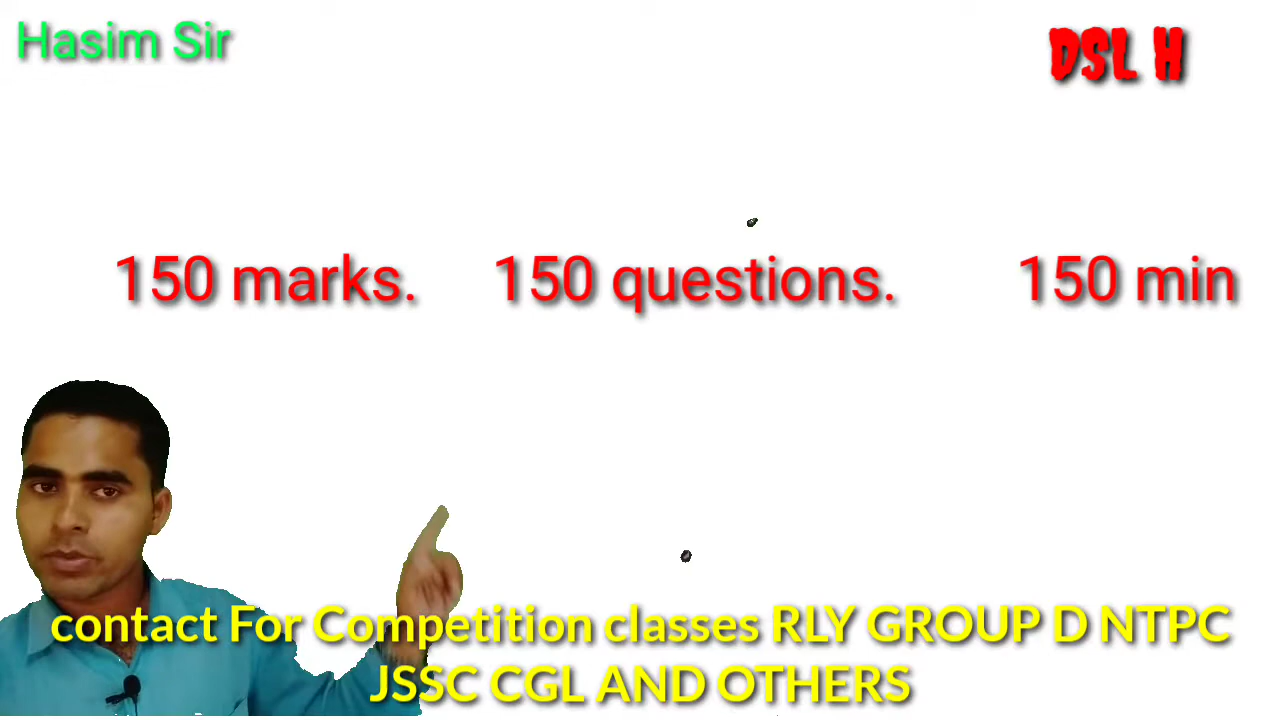 Hasim Sir
DSL H
150 marks. 150 questions. 150 min
contact For Competition classes RLY GROUP D NTPC
JSSC CGL AND OTHERS